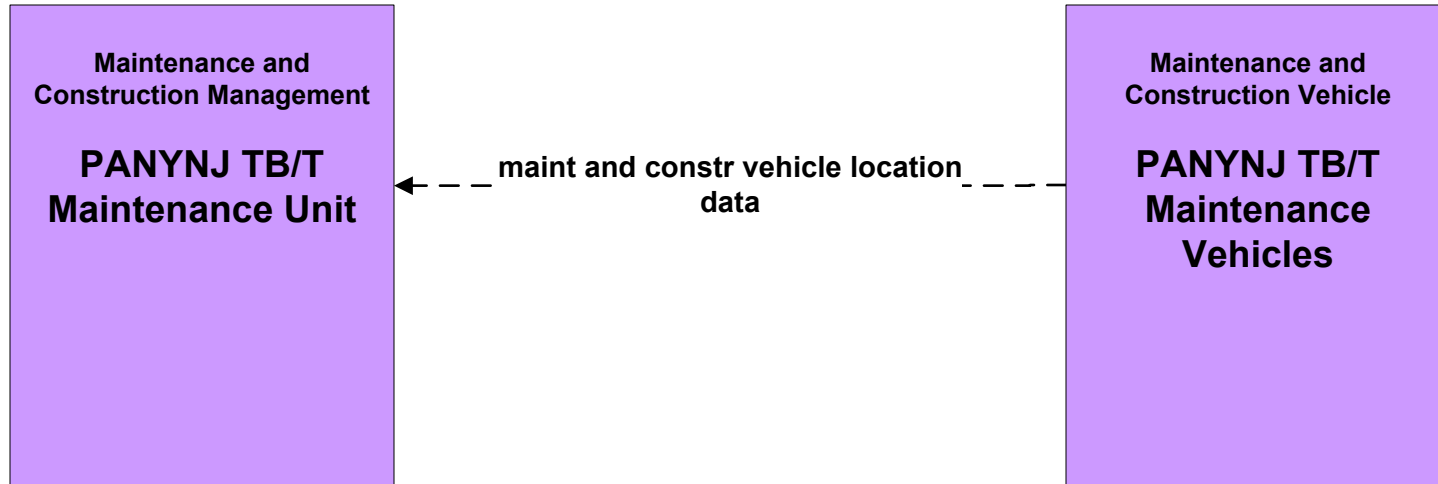 Maintenance and
Construction Management
PANYNJ TB/T
Maintenance Unit
maint and constr vehicle location
data
Maintenance and
Construction Vehicle
PANYNJ TB/T
Maintenance
Vehicles